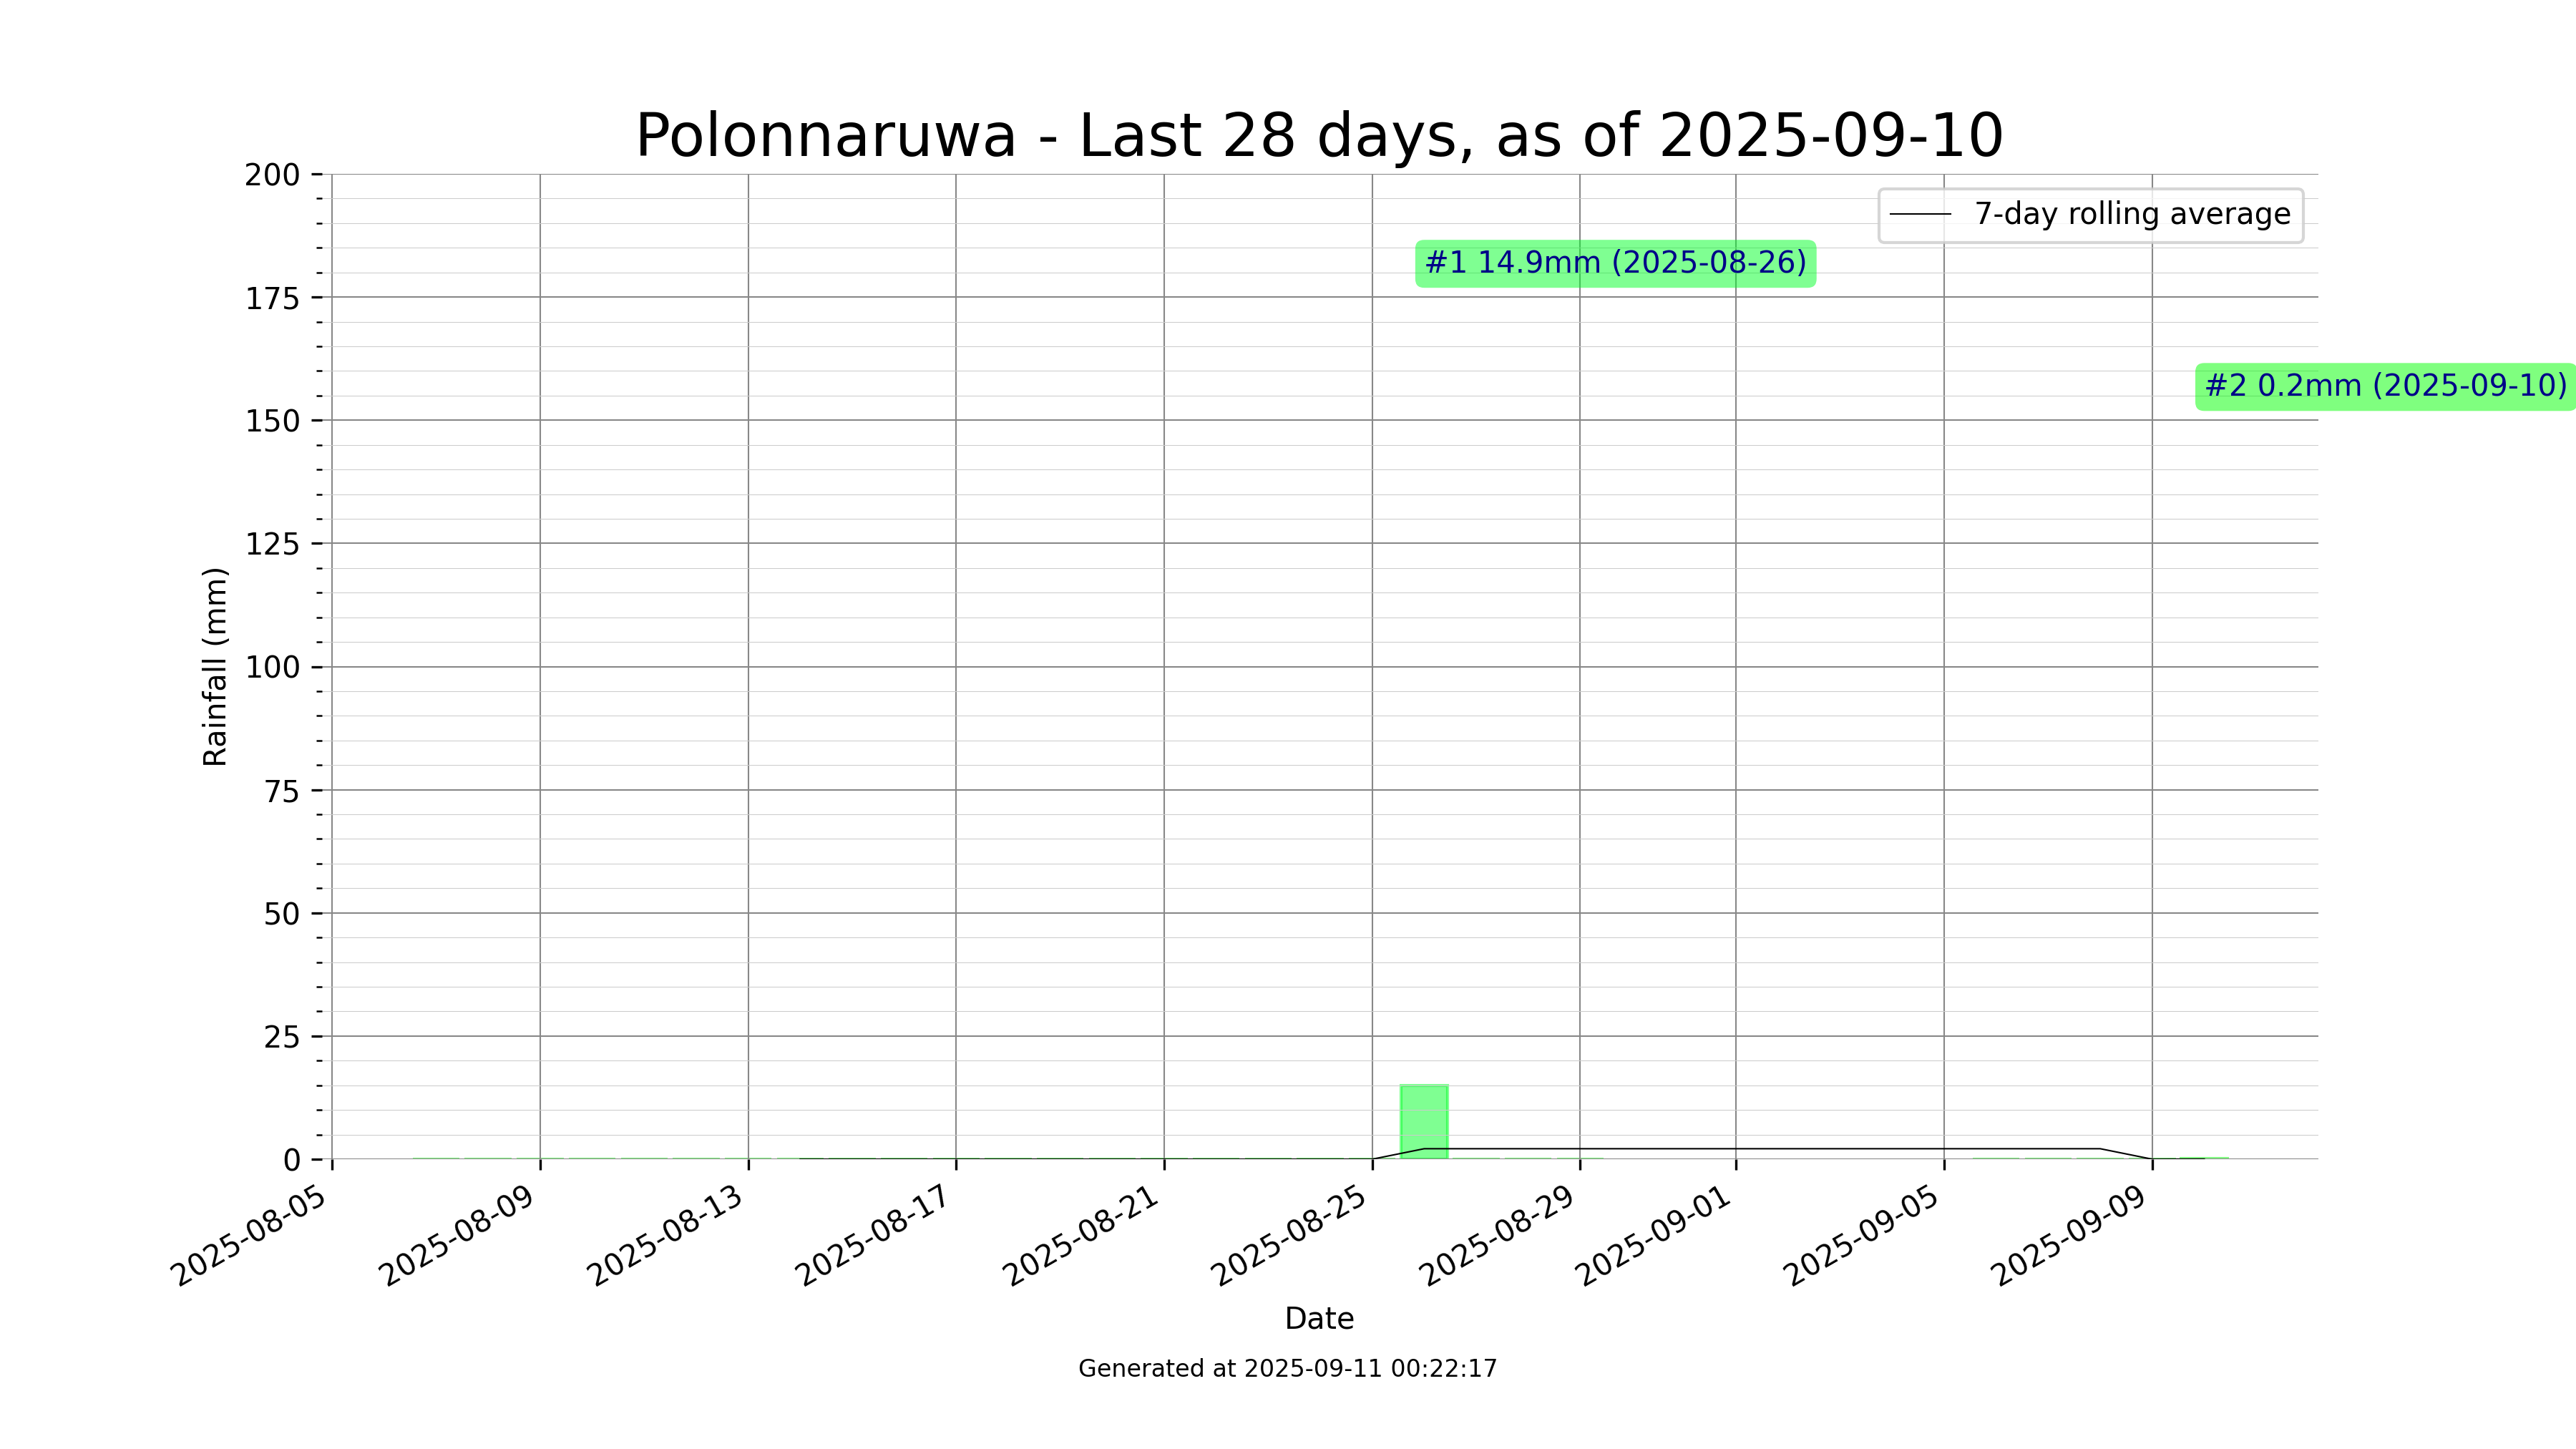 Polonnaruwa - Last 28 days, as of 2025-09-10
7-day rolling average
#1 14.9mm (2025-08-26)
#2 0.2mm (2025-09-10)
Rainfall (mm)
200
175
150
125
100
75
50
25
0
2025-08-05
2025-08-09
2025-08-13
2025-08-17
2025-08-21
2025-08-25
2025-08-29
2025-09-01
2025-09-05
2025-09-09
Date
Generated at 2025-09-11 00:22:17